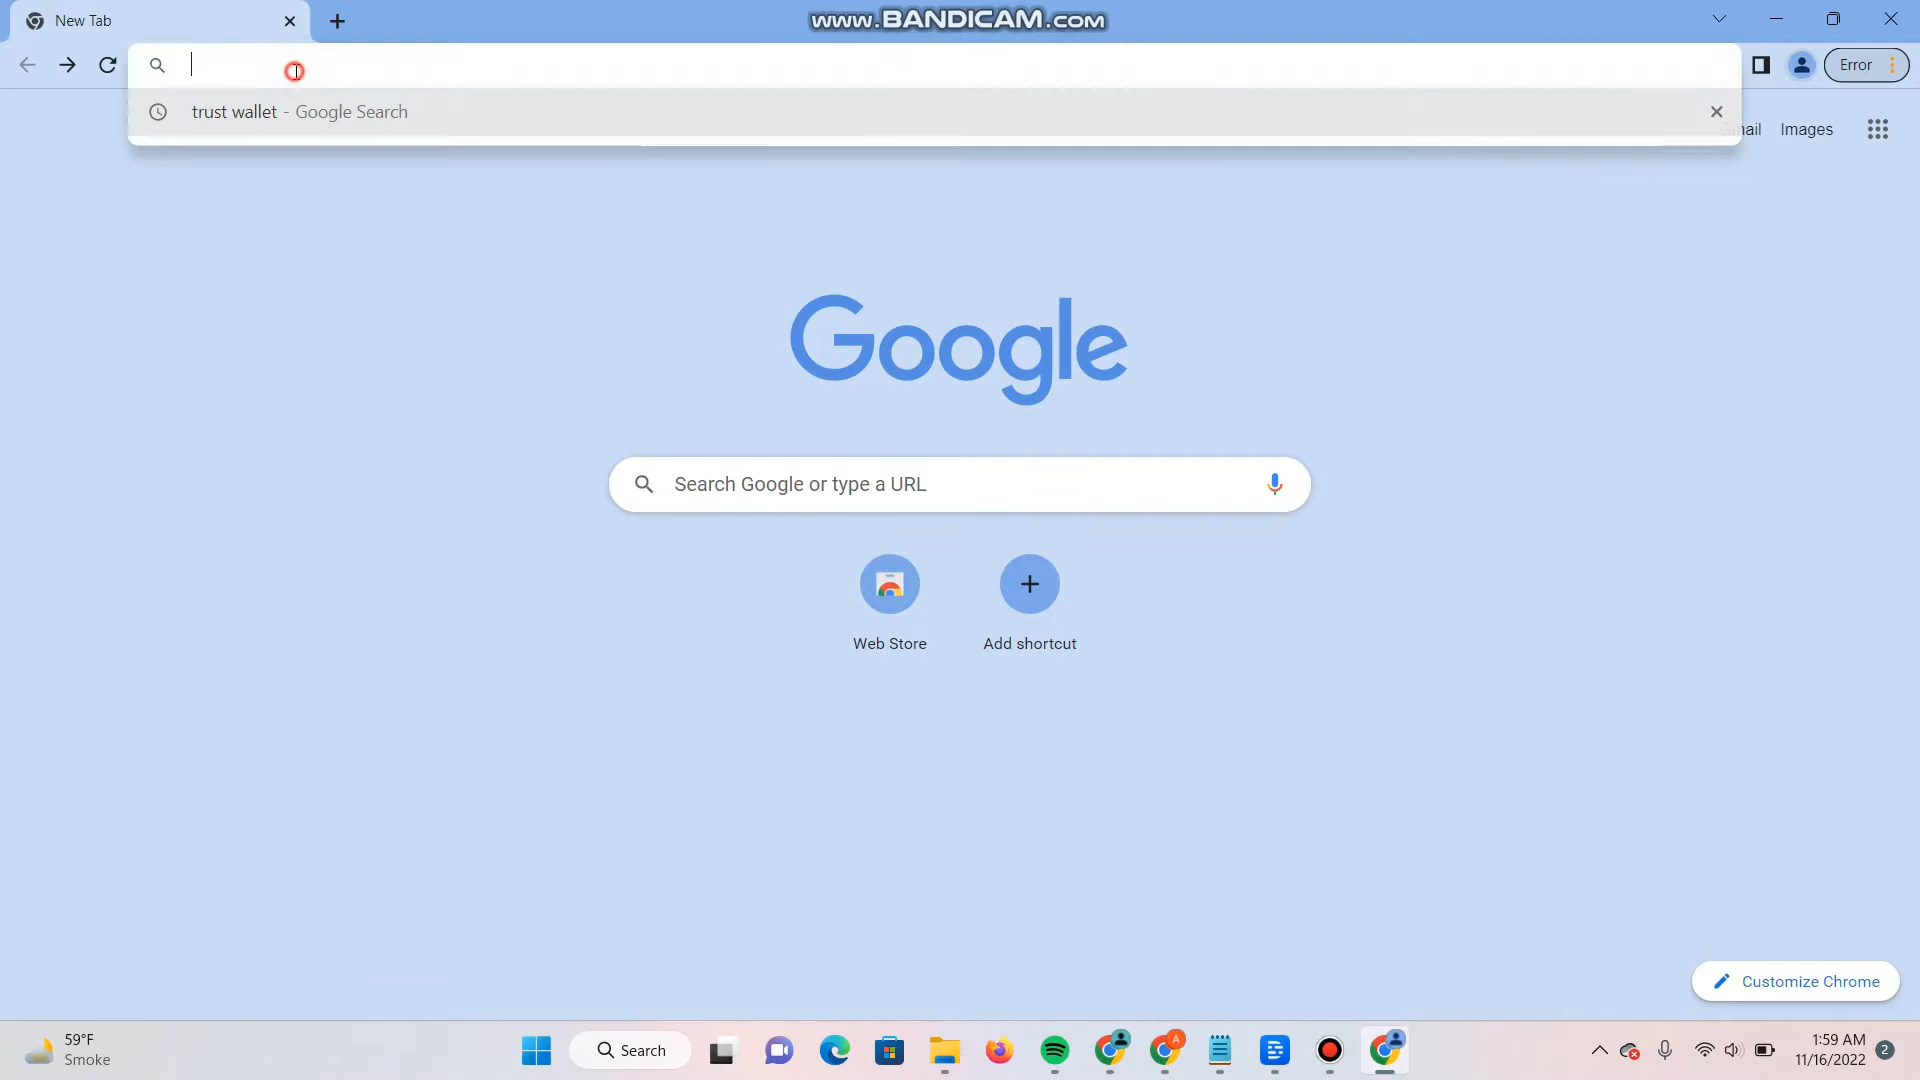 New Tab
www.BANDICAM.com
Error
trust wallet - Google Search
Images
Google
Search Google or type a URL
Web Store
Add shortcut
Customize Chrome
59°F
Smoke
Search
A
1:59 AM
11/16/2022
2